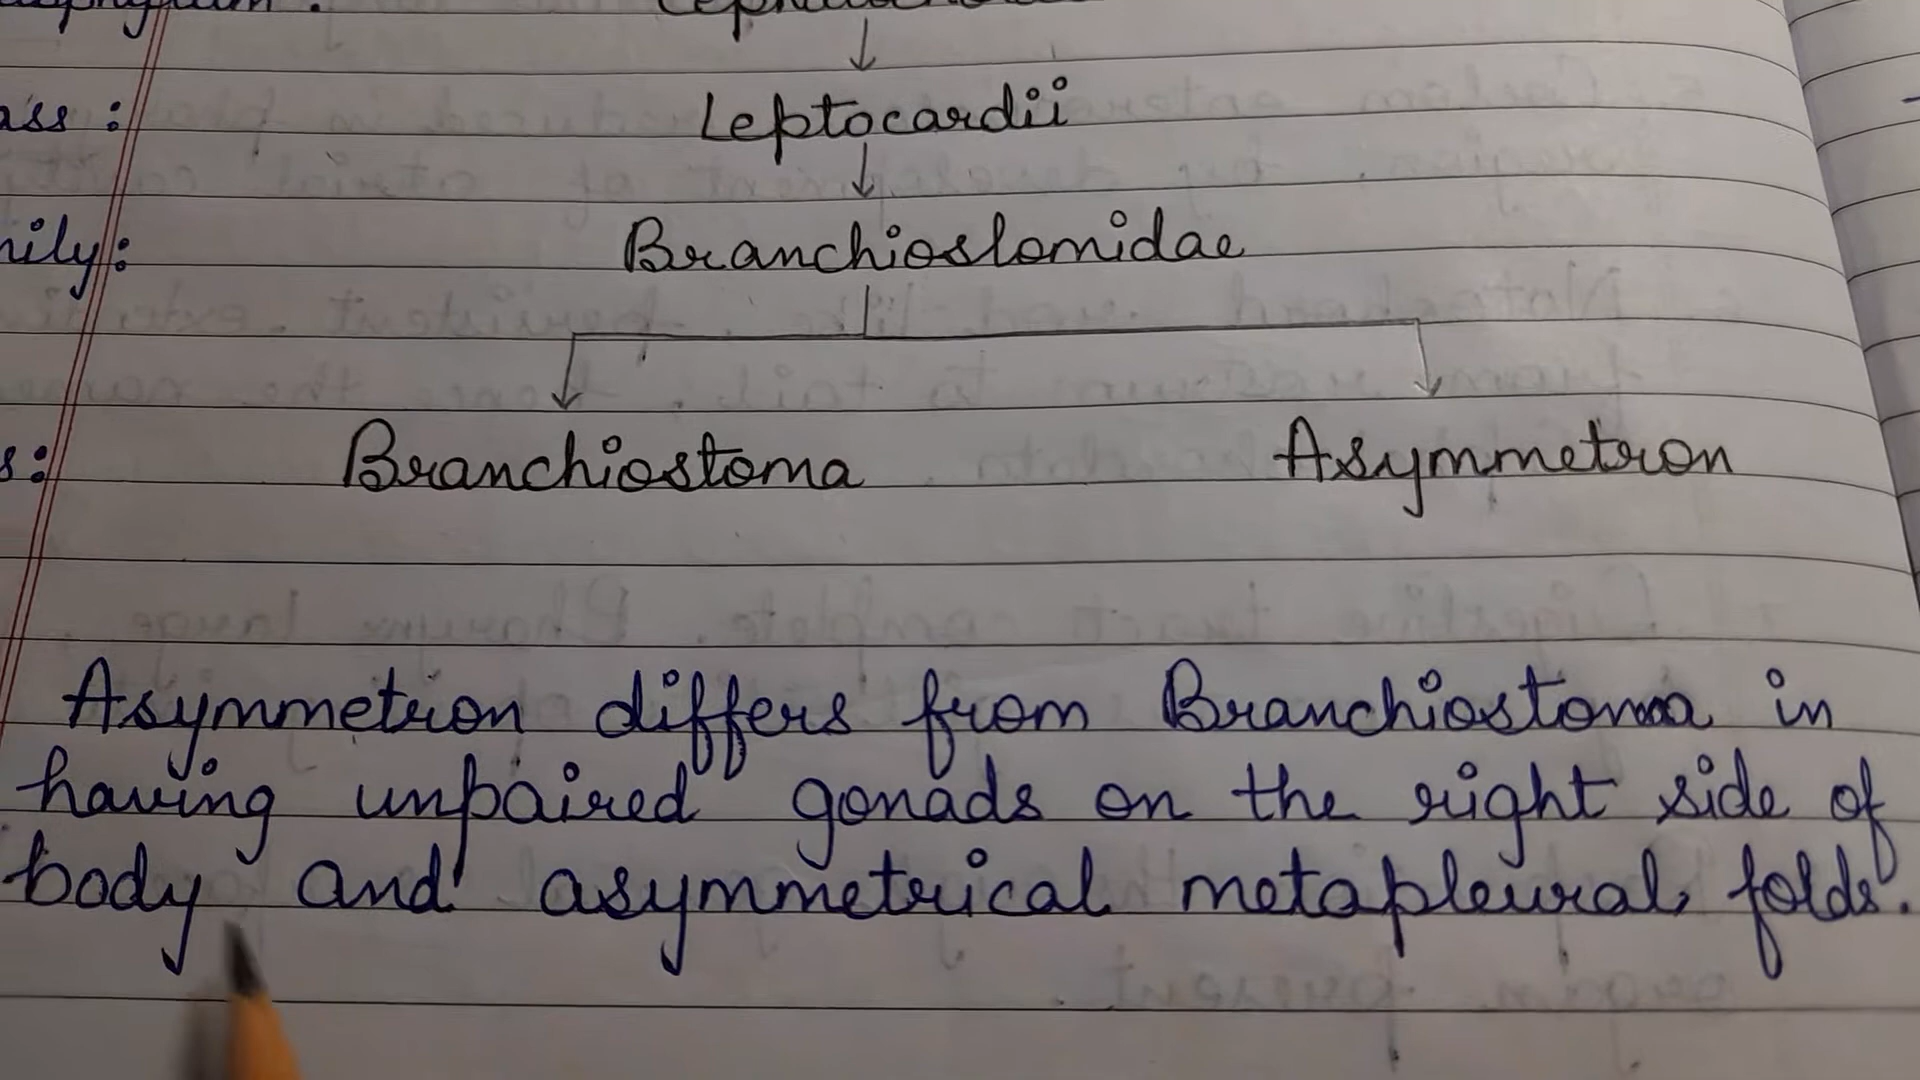 Leptocardii
Branchiostomidae
Branchiostoma Asymmetron
Asymmetron differs from Branchiostoma in
having unpaired gonads on the right side of
body and asymmetrical metapleural folds.